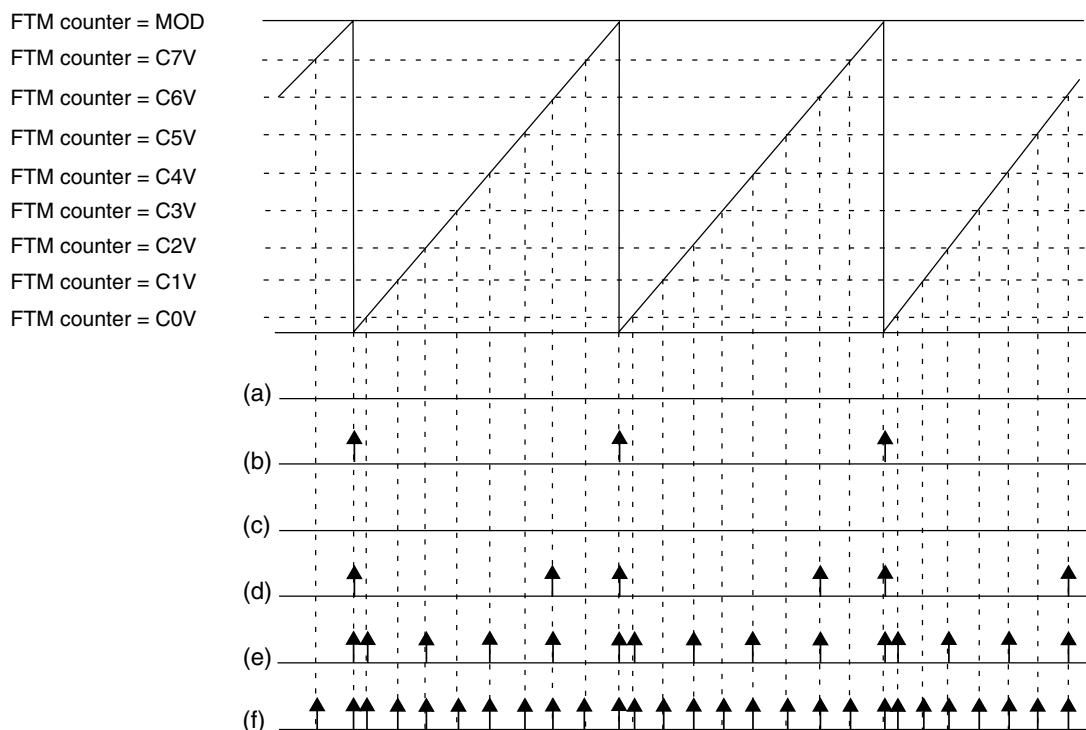 FTM counter = MOD
FTM counter = C7V
FTM counter = C6V
FTM counter = C5V
FTM counter = C4V
FTM counter = C3V
FTM counter = C2V
FTM counter = C1V
FTM counter = C0V
(a)
(b)
(c)
(d)
(e)
(f)